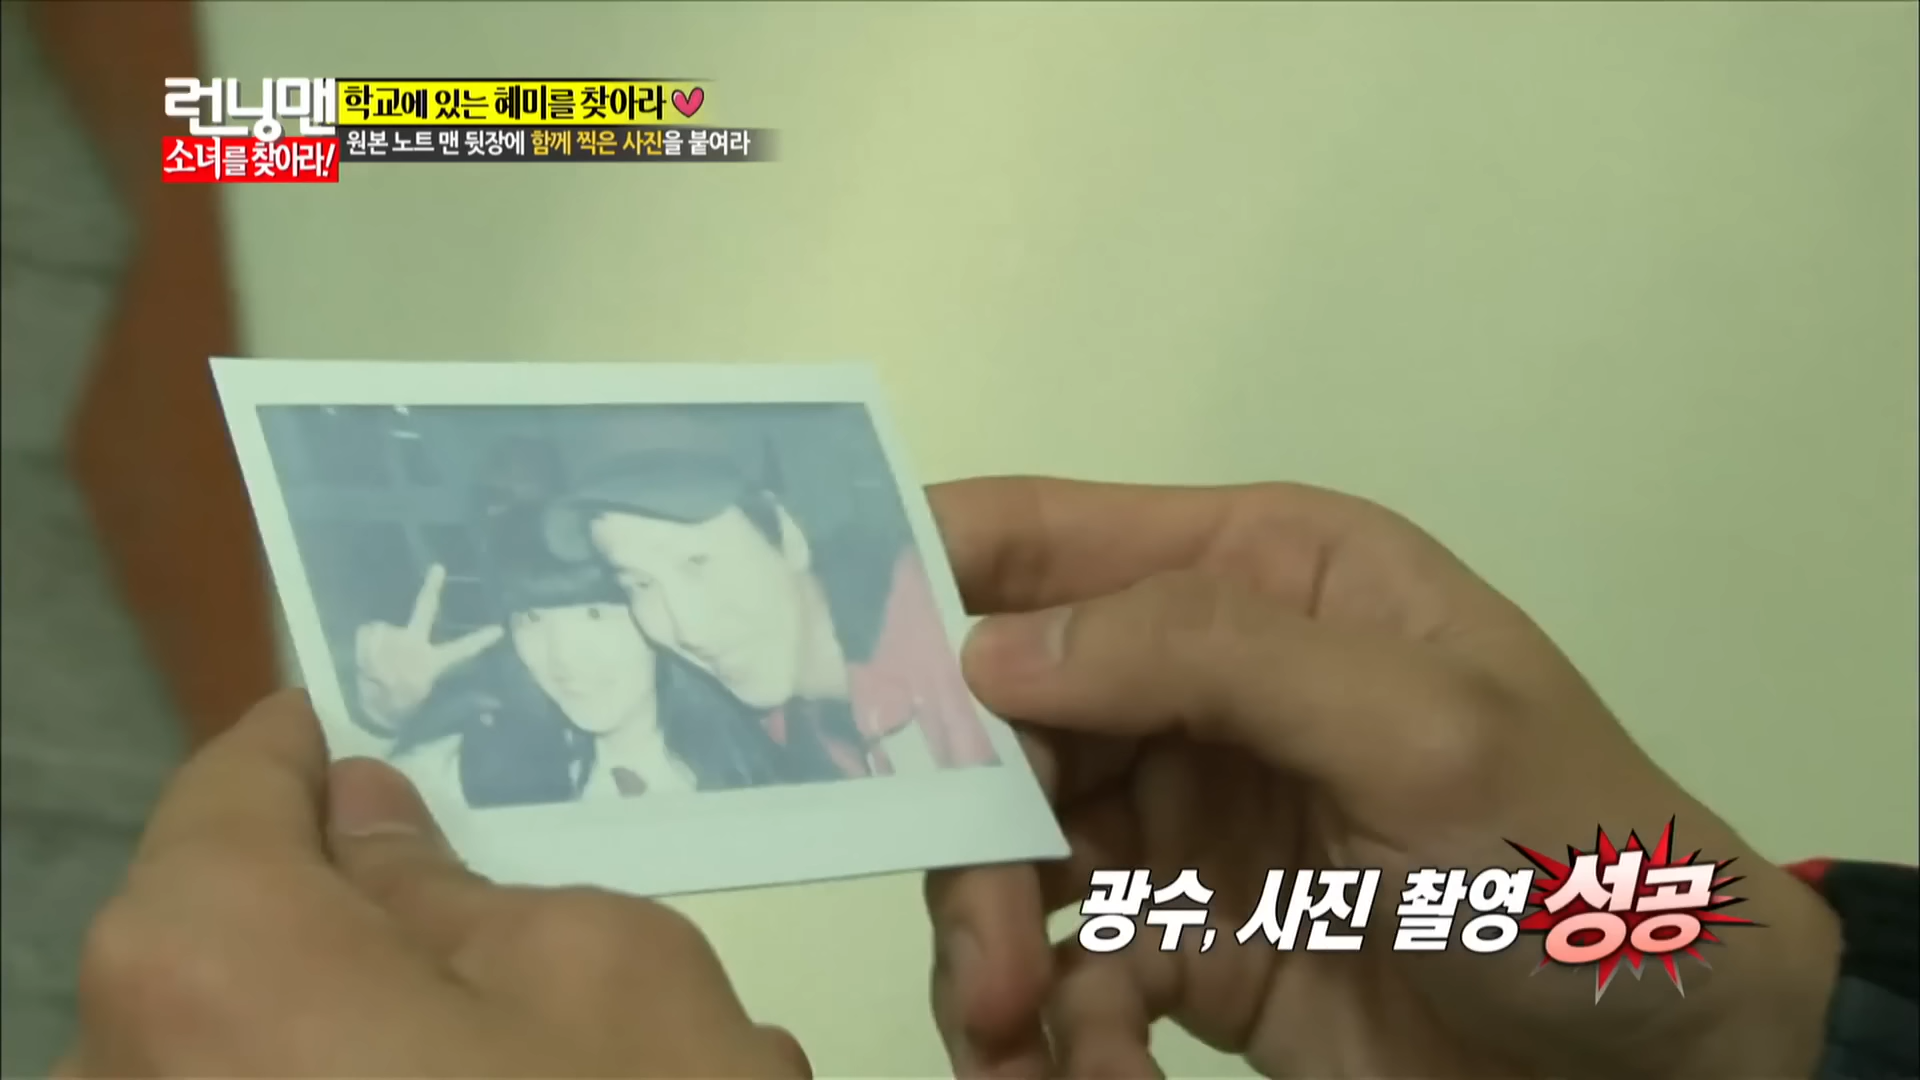 런닝맨
소녀를 찾아라!
학교에 있는 혜미를 찾아라
원본 노트 맨 뒷장에 함께 찍은 사진을 붙여라
광수, 사진 촬영 성공